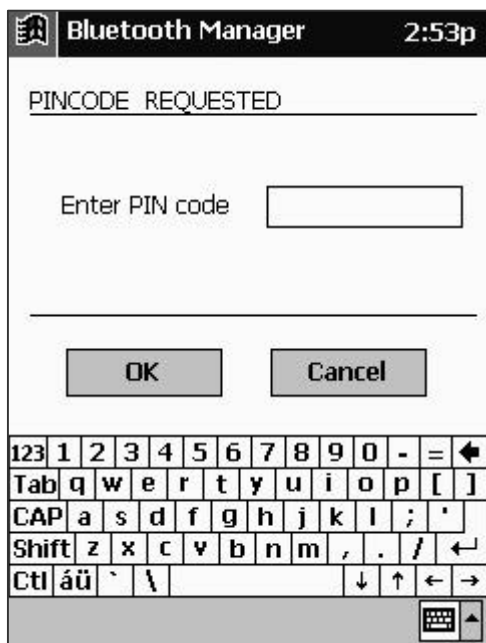 Bluetooth Manager 2:53p
PINCODE REQUESTED
Enter PIN code
OK Cancel
123 1 2 3 4 5 6 7 8 9 0 - =
Tab q w e r t y u i o p [ ]
CAP a s d f g h j k l ; '
Shift z x c v b n m , . /
Ctl áü ` \